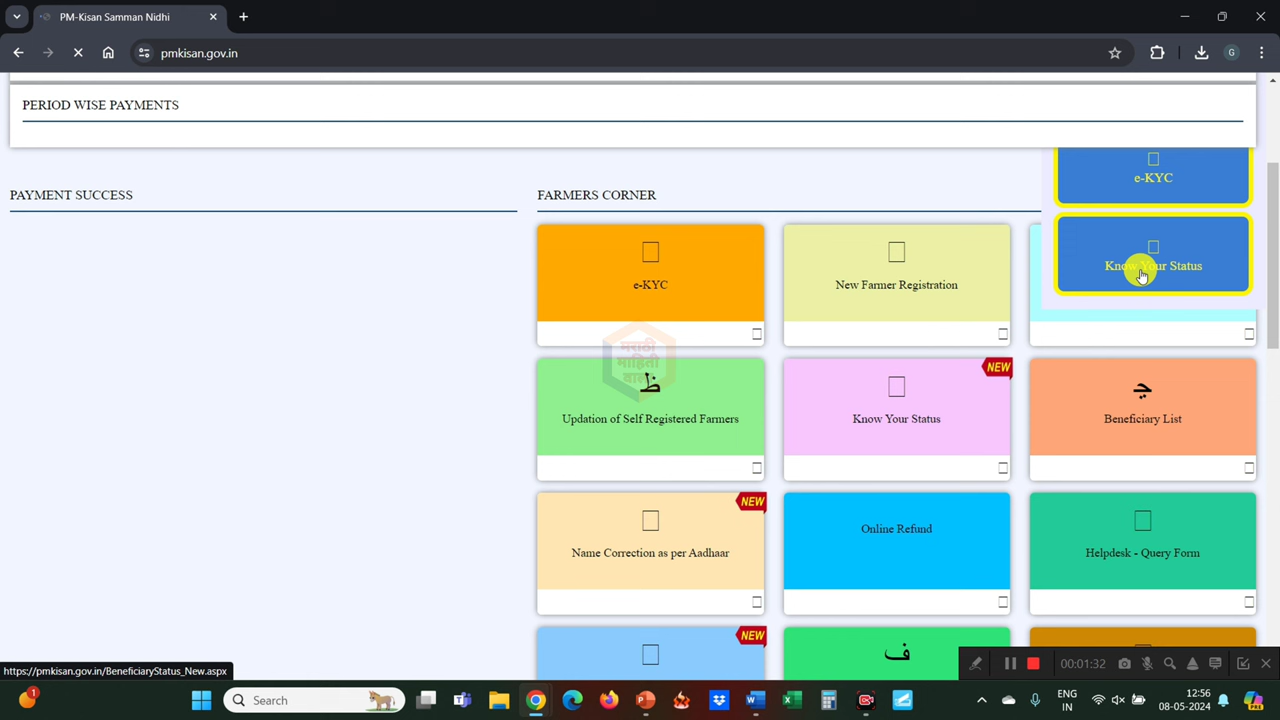 PM-Kisan Samman Nidhi
pmkisan.gov.in
G
PERIOD WISE PAYMENTS
PAYMENT SUCCESS
FARMERS CORNER
e-KYC
Know Your Status
e-KYC
New Farmer Registration
मराठी
माहिती
ظ
Updation of Self Registered Farmers
NEW
Know Your Status
Beneficiary List
NEW
Name Correction as per Aadhaar
Online Refund
Helpdesk - Query Form
NEW
ف
https://pmkisan.gov.in/BeneficiaryStatus_New.aspx
00:01:32
1
Search
ENG
IN
12:56
08-05-2024